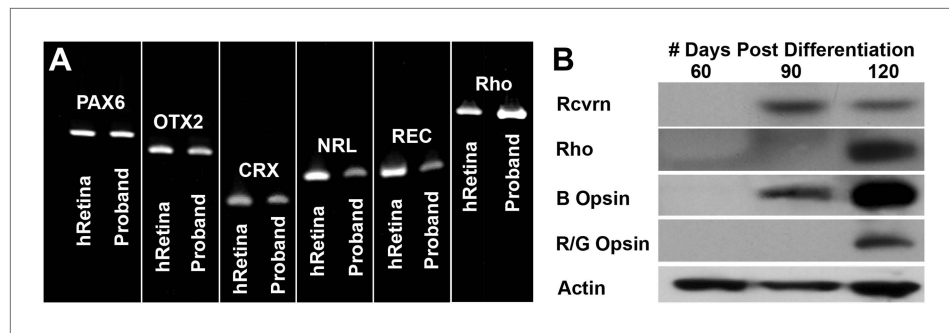 A
PAX6
OTX2
CRX
NRL
REC
Rho
hRetina
Proband
hRetina
Proband
hRetina
Proband
hRetina
Proband
hRetina
Proband
hRetina
Proband
B
# Days Post Differentiation
60 90 120
Rcvrn
Rho
B Opsin
R/G Opsin
Actin